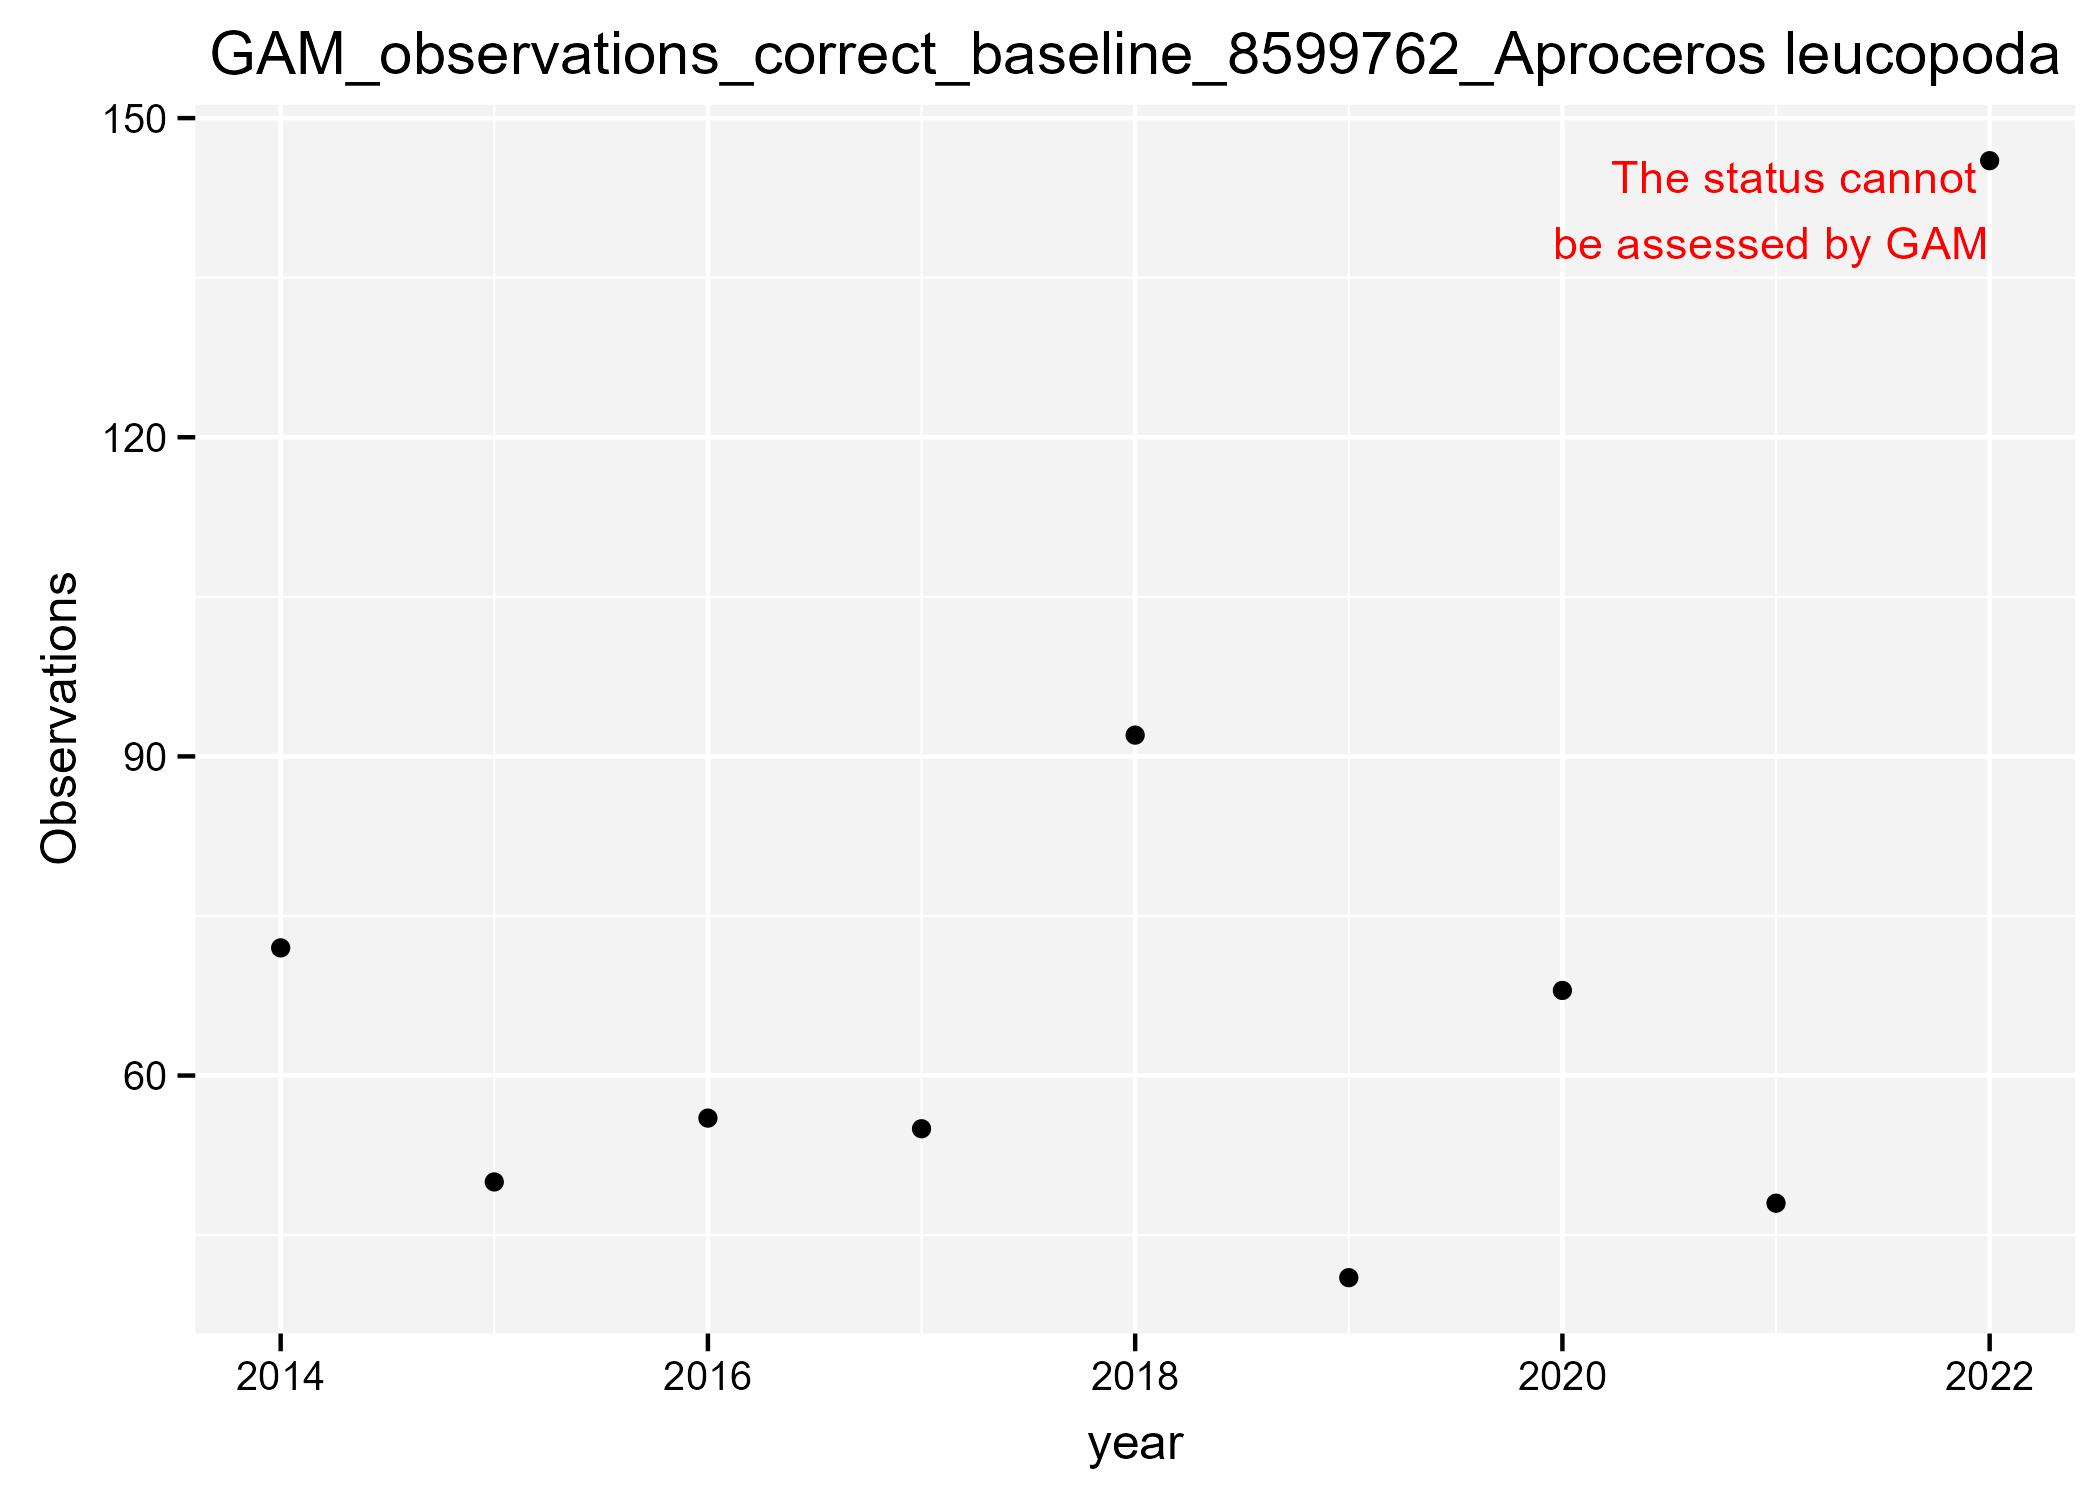 GAM_observations_correct_baseline_8599762_Aproceros leucopoda
150
The status cannot
be assessed by GAM
120
90
60
Observations
2014 2016 2018 2020 2022
year